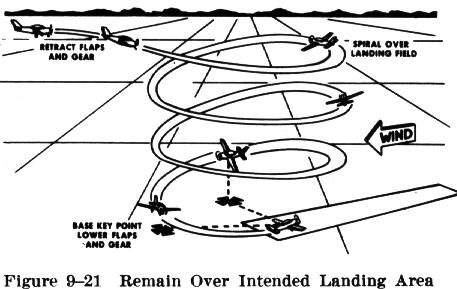 RETRACT FLAPS
AND GEAR
SPIRAL OVER
LANDING FIELD
WIND
BASE KEY POINT
LOWER FLAPS
AND GEAR
Figure 9–21 Remain Over Intended Landing Area